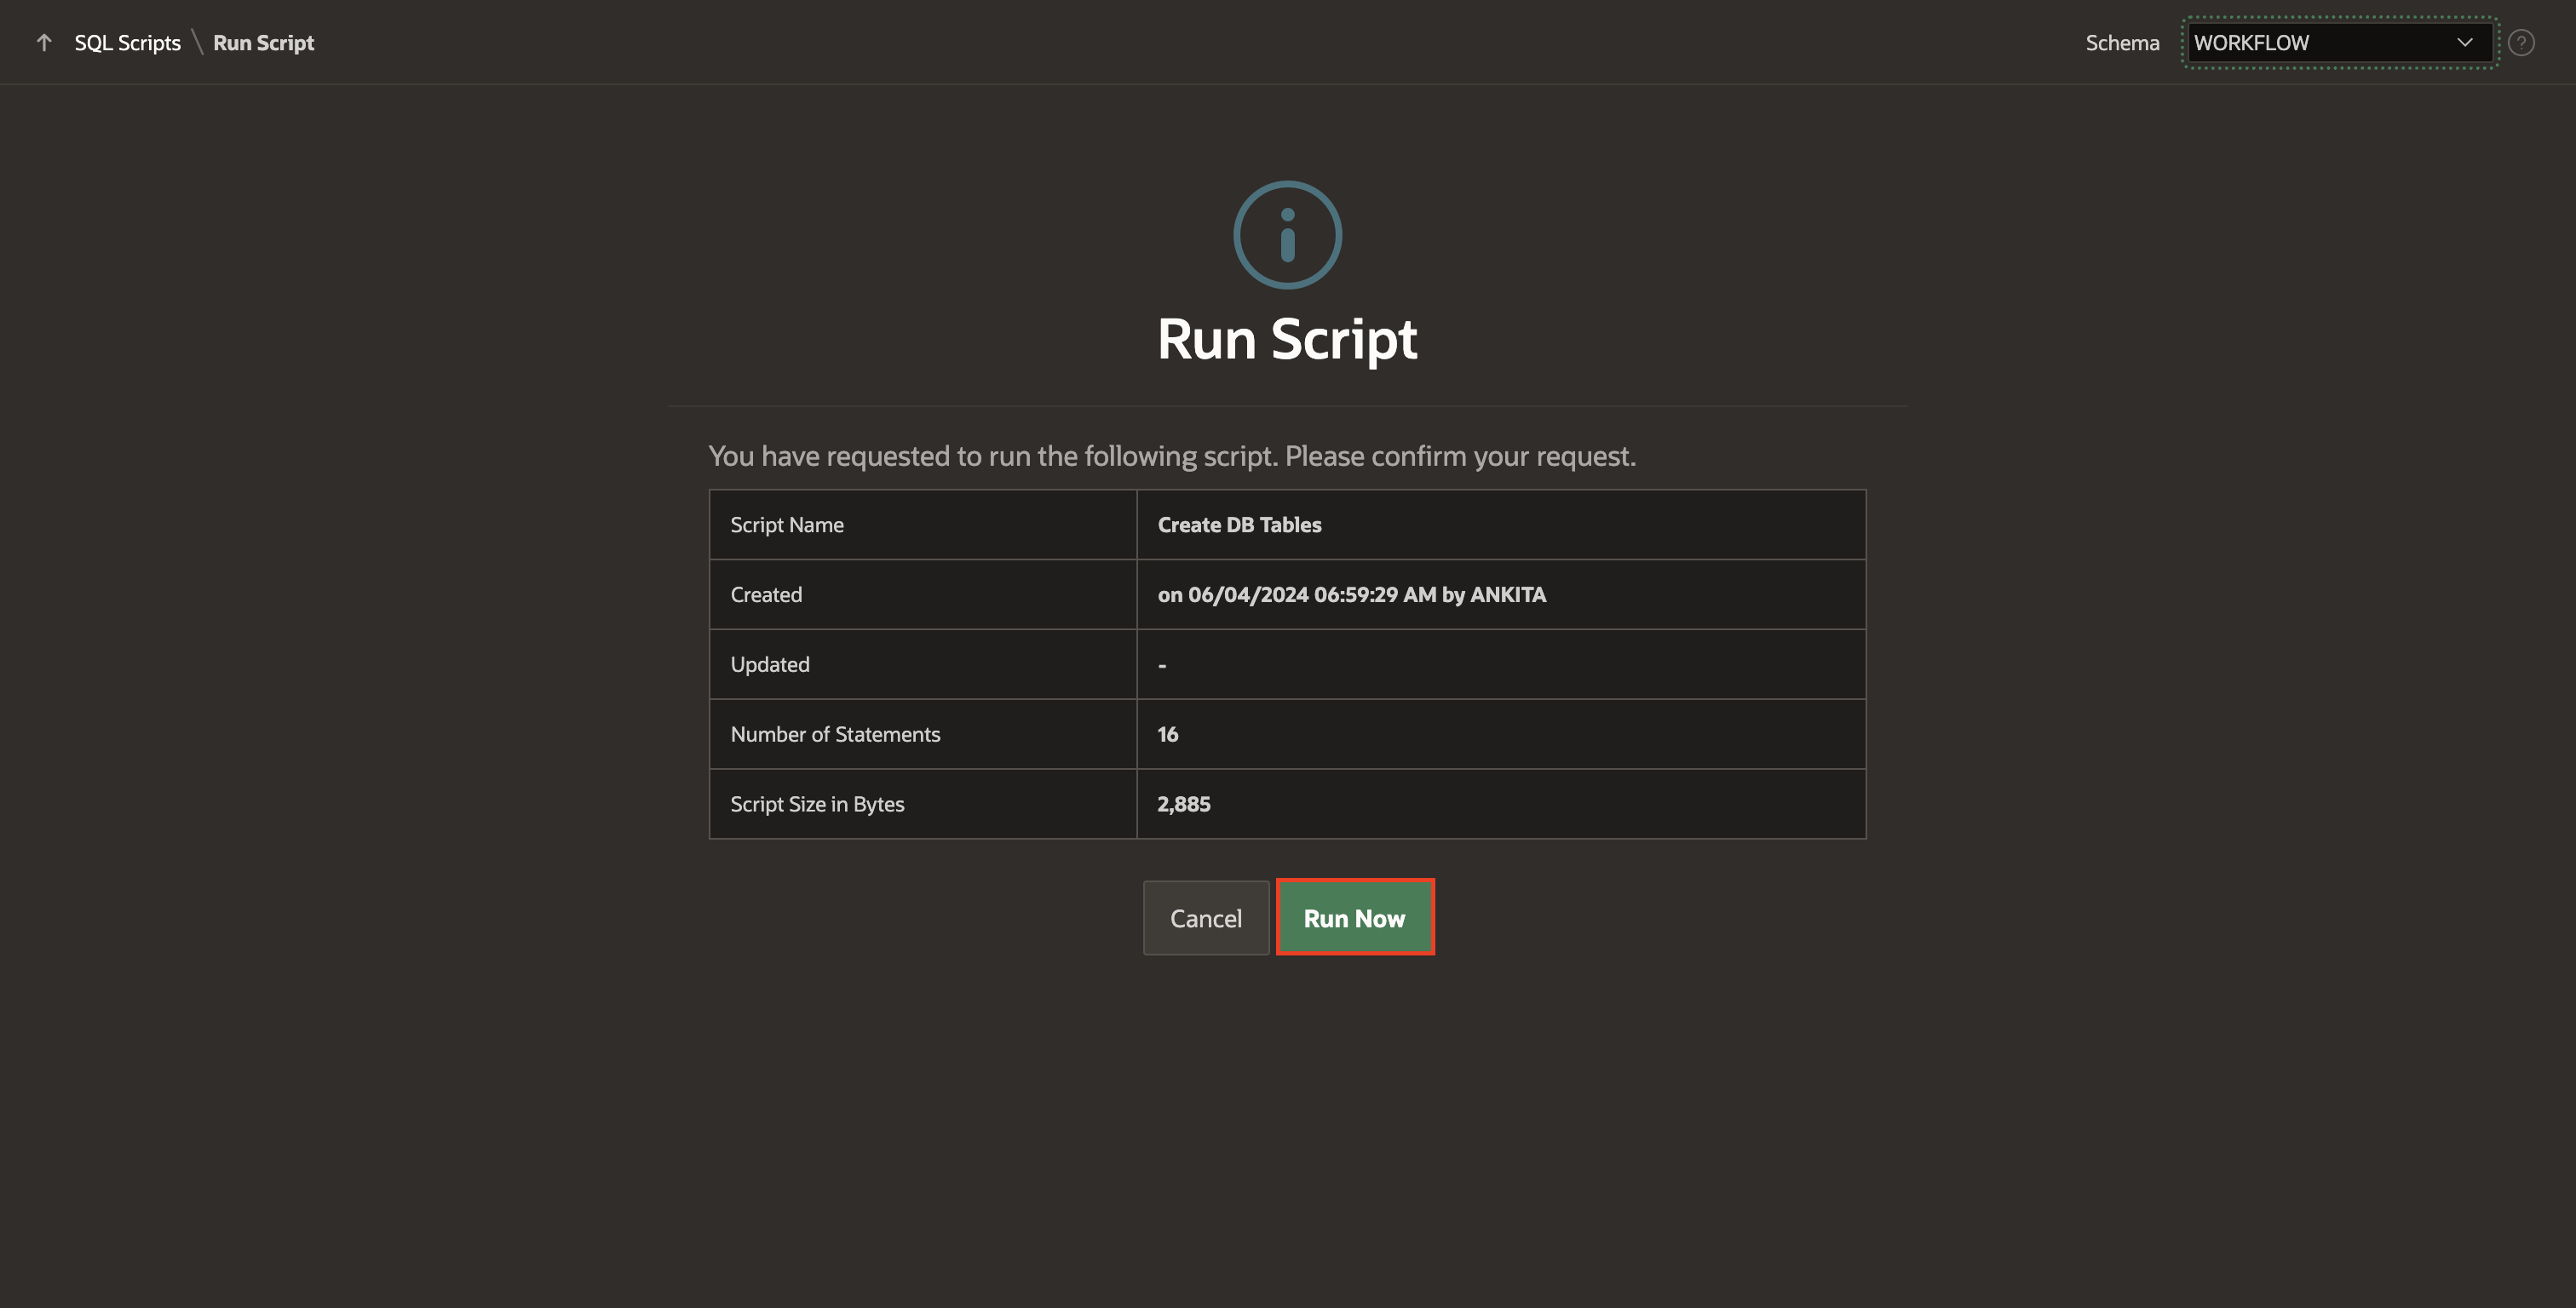 SQL Scripts \ Run Script
Schema WORKFLOW ?
Run Script
You have requested to run the following script. Please confirm your request.
Script Name Create DB Tables
Created on 06/04/2024 06:59:29 AM by ANKITA
Updated -
Number of Statements 16
Script Size in Bytes 2,885
Cancel Run Now